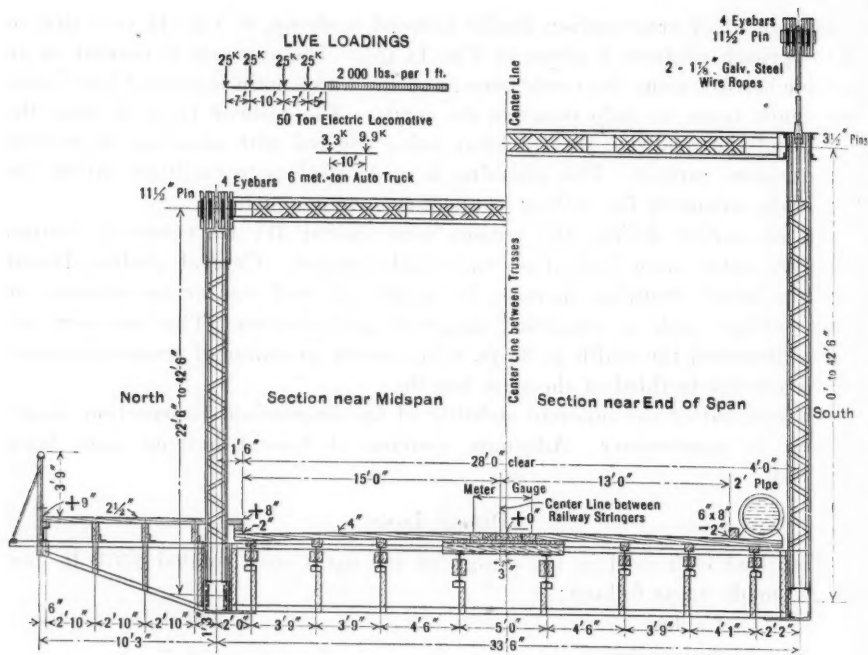 LIVE LOADINGS
25ᴷ 25ᴷ 25ᴷ 25ᴷ
2 000 lbs. per 1 ft.
7' 10' 7' 5'
50 Ton Electric Locomotive
3.3ᴷ 9.9ᴷ
10'
6 met.-ton Auto Truck
4 Eyebars
11½" Pin
2 - 1⅞" Galv. Steel
Wire Ropes
Center Line
3½" Pins
4 Eyebars
11½" Pin
Center Line between Trusses
22'6" to 42'6"
0' to 42'6"
North
Section near Midspan
Section near End of Span
South
3'9"
1'6"
28'0" clear
4'0"
15'0"
13'0"
2' Pipe
+9"
2½"
+8"
-2"
4"
Meter Gauge
+0"
Center Line between
Railway Stringers
6"x 8"
-2"
3"
6"
2'10" 2'10" 2'10"
1'3"
2'0"
3'9" 3'9" 4'6" 5'0" 4'6" 3'9" 4'1" 2'2"
10'3"
33'6"